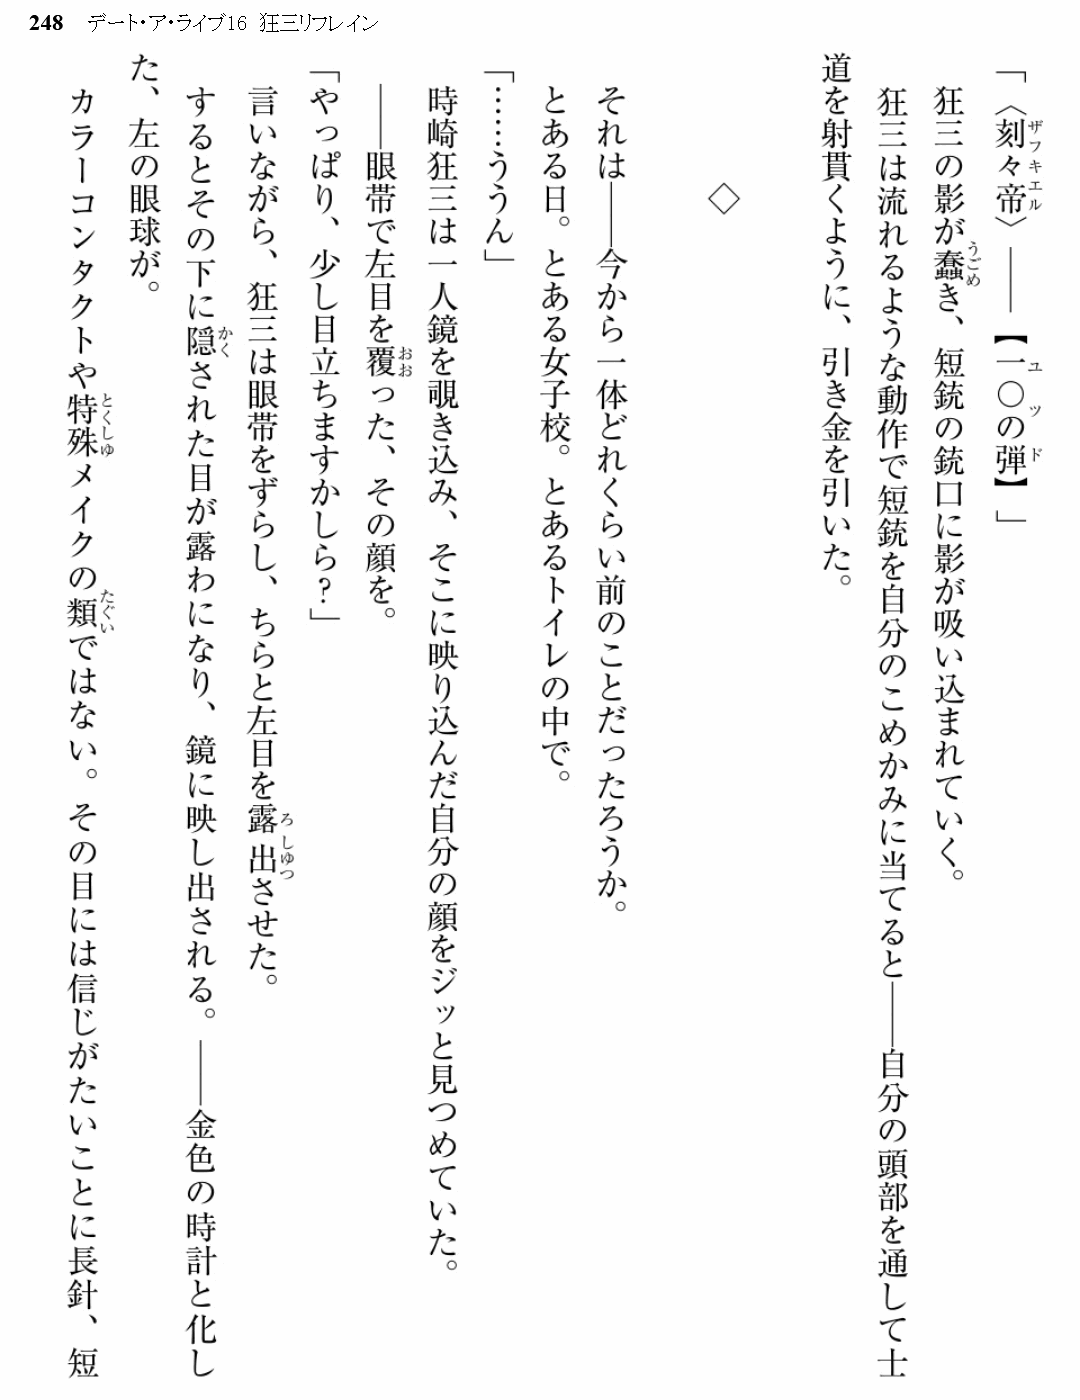 248 デート・ア・ライブ16 狂三リフレイン
「〈刻々帝〉――【一〇の弾】」
狂三の影が蠢き、短銃の銃口に影が吸い込まれていく。
狂三は流れるような動作で短銃を自分のこめかみに当てると――自分の頭部を通して士
道を射貫くように、引き金を引いた。
◇
それは――今から一体どれくらい前のことだったろうか。
とある日。とある女子校。とあるトイレの中で。
「……ううん」
時崎狂三は一人鏡を覗き込み、そこに映り込んだ自分の顔をジッと見つめていた。
――眼帯で左目を覆った、その顔を。
「やっぱり、少し目立ちますかしら?」
言いながら、狂三は眼帯をずらし、ちらと左目を露出させた。
するとその下に隠された目が露わになり、鏡に映し出される。――金色の時計と化し
た、左の眼球が。
カラーコンタクトや特殊メイクの類ではない。その目には信じがたいことに長針、短